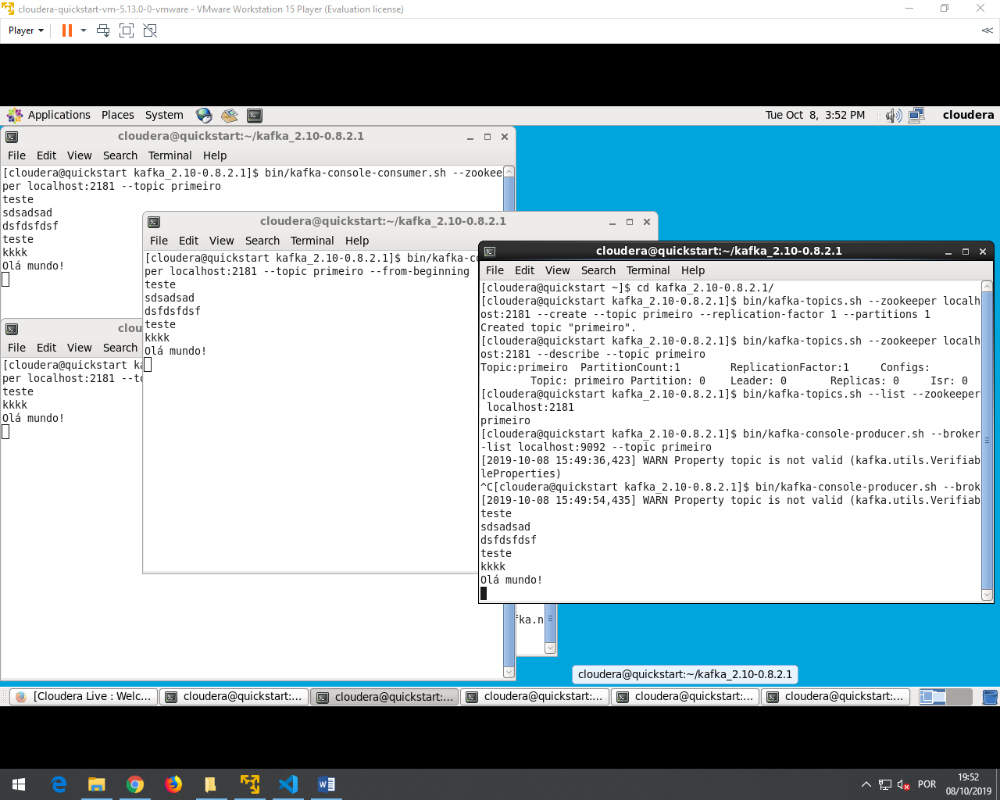 cloudera-quickstart-vm-5.13.0-0-vmware - VMware Workstation 15 Player (Evaluation license)
Player
Applications Places System Tue Oct 8, 3:52 PM cloudera
cloudera@quickstart:~/kafka_2.10-0.8.2.1
File Edit View Search Terminal Help
[cloudera@quickstart kafka_2.10-0.8.2.1]$ bin/kafka-console-consumer.sh --zookee
per localhost:2181 --topic primeiro
teste
sdsadsad
dsfdsfdsf
teste
kkkk
Olá mundo!
clou
File Edit View Search
[cloudera@quickstart ka
per localhost:2181 --to
teste
kkkk
Olá mundo!
cloudera@quickstart:~/kafka_2.10-0.8.2.1
File Edit View Search Terminal Help
[cloudera@quickstart kafka_2.10-0.8.2.1]$ bin/kafka-co
per localhost:2181 --topic primeiro --from-beginning
teste
sdsadsad
dsfdsfdsf
teste
kkkk
Olá mundo!
cloudera@quickstart:~/kafka_2.10-0.8.2.1
File Edit View Search Terminal Help
[cloudera@quickstart ~]$ cd kafka_2.10-0.8.2.1/
[cloudera@quickstart kafka_2.10-0.8.2.1]$ bin/kafka-topics.sh --zookeeper localh
ost:2181 --create --topic primeiro --replication-factor 1 --partitions 1
Created topic "primeiro".
[cloudera@quickstart kafka_2.10-0.8.2.1]$ bin/kafka-topics.sh --zookeeper localh
ost:2181 --describe --topic primeiro
Topic:primeiro PartitionCount:1 ReplicationFactor:1 Configs:
Topic: primeiro Partition: 0 Leader: 0 Replicas: 0 Isr: 0
[cloudera@quickstart kafka_2.10-0.8.2.1]$ bin/kafka-topics.sh --list --zookeeper
localhost:2181
primeiro
[cloudera@quickstart kafka_2.10-0.8.2.1]$ bin/kafka-console-producer.sh --broker
-list localhost:9092 --topic primeiro
[2019-10-08 15:49:36,423] WARN Property topic is not valid (kafka.utils.Verifiab
leProperties)
^C[cloudera@quickstart kafka_2.10-0.8.2.1]$ bin/kafka-console-producer.sh --brok
[2019-10-08 15:49:54,435] WARN Property topic is not valid (kafka.utils.Verifiab
teste
sdsadsad
dsfdsfdsf
teste
kkkk
Olá mundo!
fka.n
cloudera@quickstart:~/kafka_2.10-0.8.2.1
[Cloudera Live : Welc... cloudera@quickstart:... cloudera@quickstart:... cloudera@quickstart:... cloudera@quickstart:... cloudera@quickstart:...
POR 19:52
08/10/2019